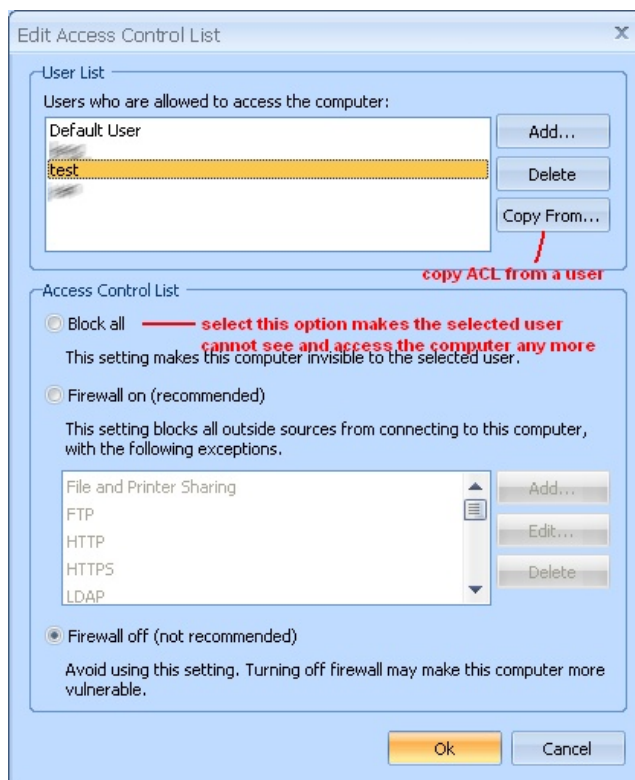 Edit Access Control List
User List
Users who are allowed to access the computer:
Default User
test
Add...
Delete
Copy From...
copy ACL from a user
Access Control List
Block all
select this option makes the selected user
cannot see and access the computer any more
This setting makes this computer invisible to the selected user.
Firewall on (recommended)
This setting blocks all outside sources from connecting to this computer,
with the following exceptions.
File and Printer Sharing
FTP
HTTP
HTTPS
LDAP
Add...
Edit...
Delete
Firewall off (not recommended)
Avoid using this setting. Turning off firewall may make this computer more
vulnerable.
Ok
Cancel